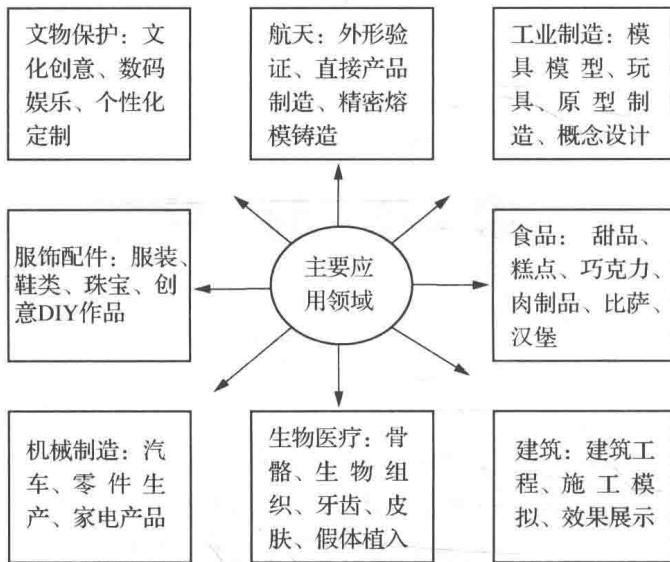 文物保护：文
化创意、数码
娱乐、个性化
定制
航天：外形验
证、直接产品
制造、精密熔
模铸造
工业制造：模
具模型、玩
具、原型制
造、概念设计
服饰配件：服装、
鞋类、珠宝、创
意DIY作品
主要应
用领域
食品：甜品、
糕点、巧克力、
肉制品、比萨、
汉堡
机械制造：汽
车、零件生
产、家电产品
生物医疗：骨
骼、生物组
织、牙齿、皮
肤、假体植入
建筑：建筑工
程、施工模
拟、效果展示